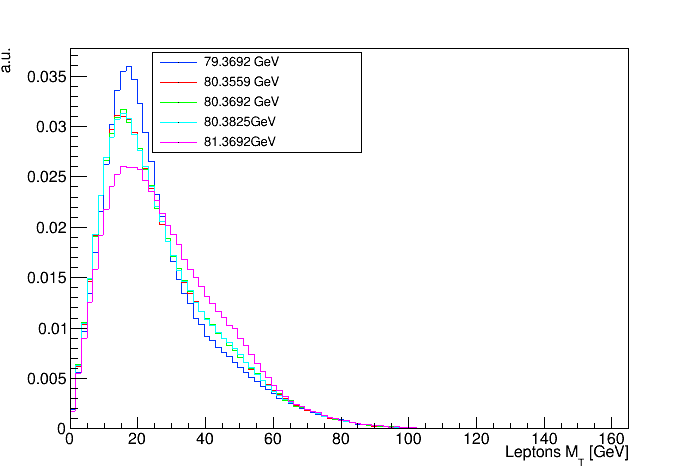 a.u.
0.035
0.03
0.025
0.02
0.015
0.01
0.005
0
79.3692 GeV
80.3559 GeV
80.3692 GeV
80.3825GeV
81.3692GeV
0 20 40 60 80 100 120 140 160
Leptons M_T [GeV]